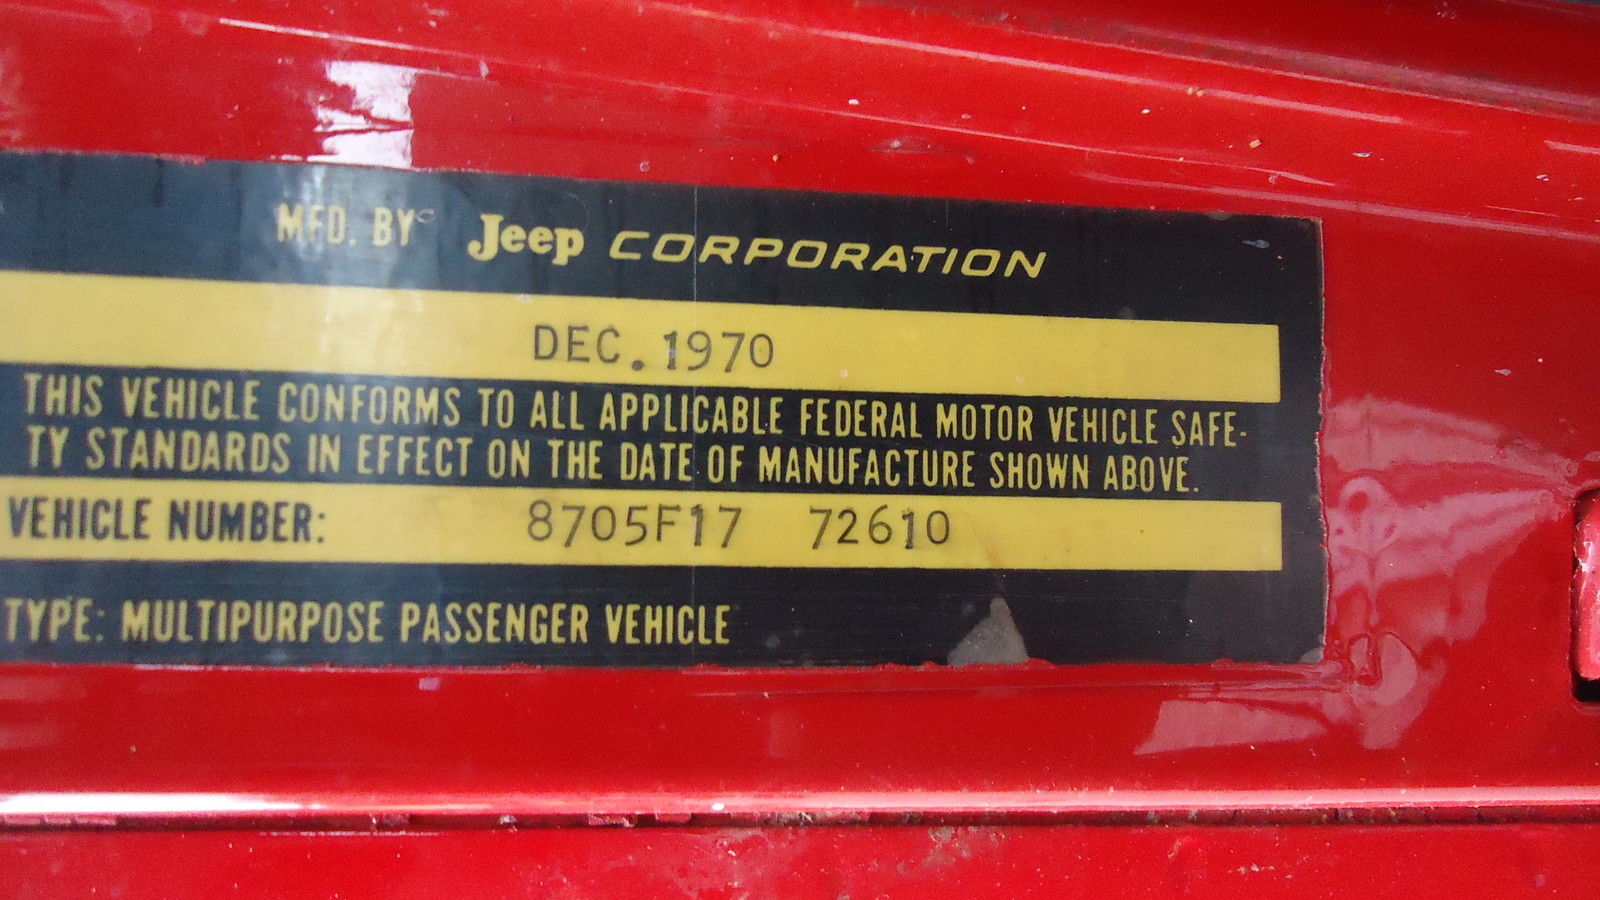 MFD. BY Jeep CORPORATION
DEC. 1970
THIS VEHICLE CONFORMS TO ALL APPLICABLE FEDERAL MOTOR VEHICLE SAFE-
TY STANDARDS IN EFFECT ON THE DATE OF MANUFACTURE SHOWN ABOVE.
VEHICLE NUMBER: 8705F17 72610
TYPE: MULTIPURPOSE PASSENGER VEHICLE